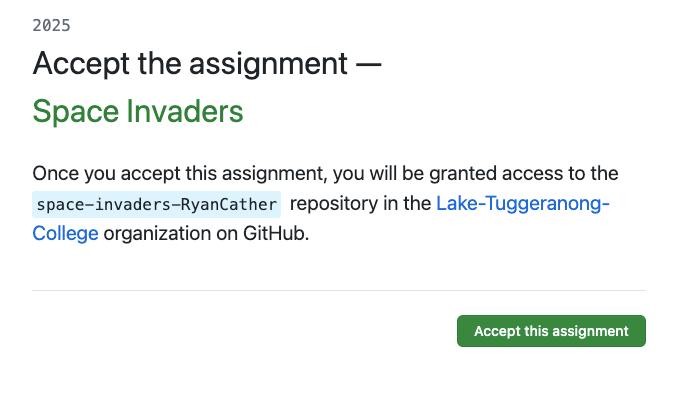 2025
Accept the assignment —
Space Invaders
Once you accept this assignment, you will be granted access to the
space-invaders-RyanCather repository in the Lake-Tuggeranong-
College organization on GitHub.
Accept this assignment